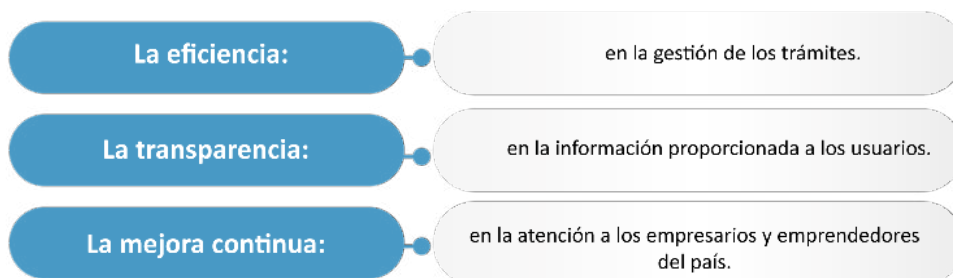 La eficiencia:
en la gestión de los trámites.
La transparencia:
en la información proporcionada a los usuarios.
La mejora continua:
en la atención a los empresarios y emprendedores
del país.